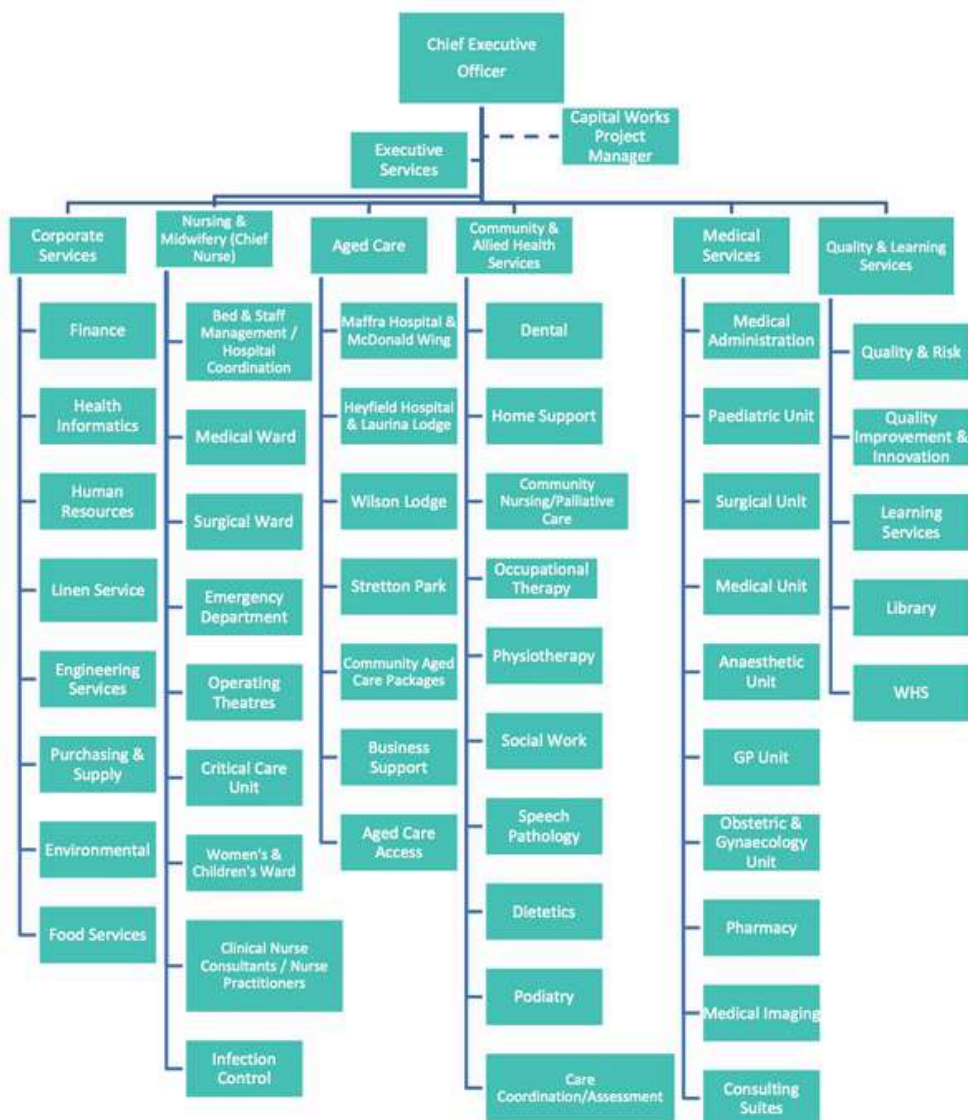 Chief Executive
Officer
Capital Works
Project
Manager
Executive
Services
Corporate
Services
Finance
Health
Informatics
Human
Resources
Linen Service
Engineering
Services
Purchasing &
Supply
Environmental
Food Services
Nursing &
Midwifery (Chief
Nurse)
Bed & Staff
Management /
Hospital
Coordination
Medical Ward
Surgical Ward
Emergency
Department
Operating
Theatres
Critical Care
Unit
Women's &
Children's Ward
Clinical Nurse
Consultants / Nurse
Practitioners
Infection
Control
Aged Care
Maffra Hospital &
McDonald Wing
Heyfield Hospital
& Laurina Lodge
Wilson Lodge
Stretton Park
Community Aged
Care Packages
Business
Support
Aged Care
Access
Community &
Allied Health
Services
Dental
Home Support
Community
Nursing/Palliative
Care
Occupational
Therapy
Physiotherapy
Social Work
Speech
Pathology
Dietetics
Podiatry
Care
Coordination/Assessment
Medical
Services
Medical
Administration
Paediatric Unit
Surgical Unit
Medical Unit
Anaesthetic
Unit
GP Unit
Obstetric &
Gynaecology
Unit
Pharmacy
Medical Imaging
Consulting
Suites
Quality & Learning
Services
Quality & Risk
Quality
Improvement &
Innovation
Learning
Services
Library
WHS